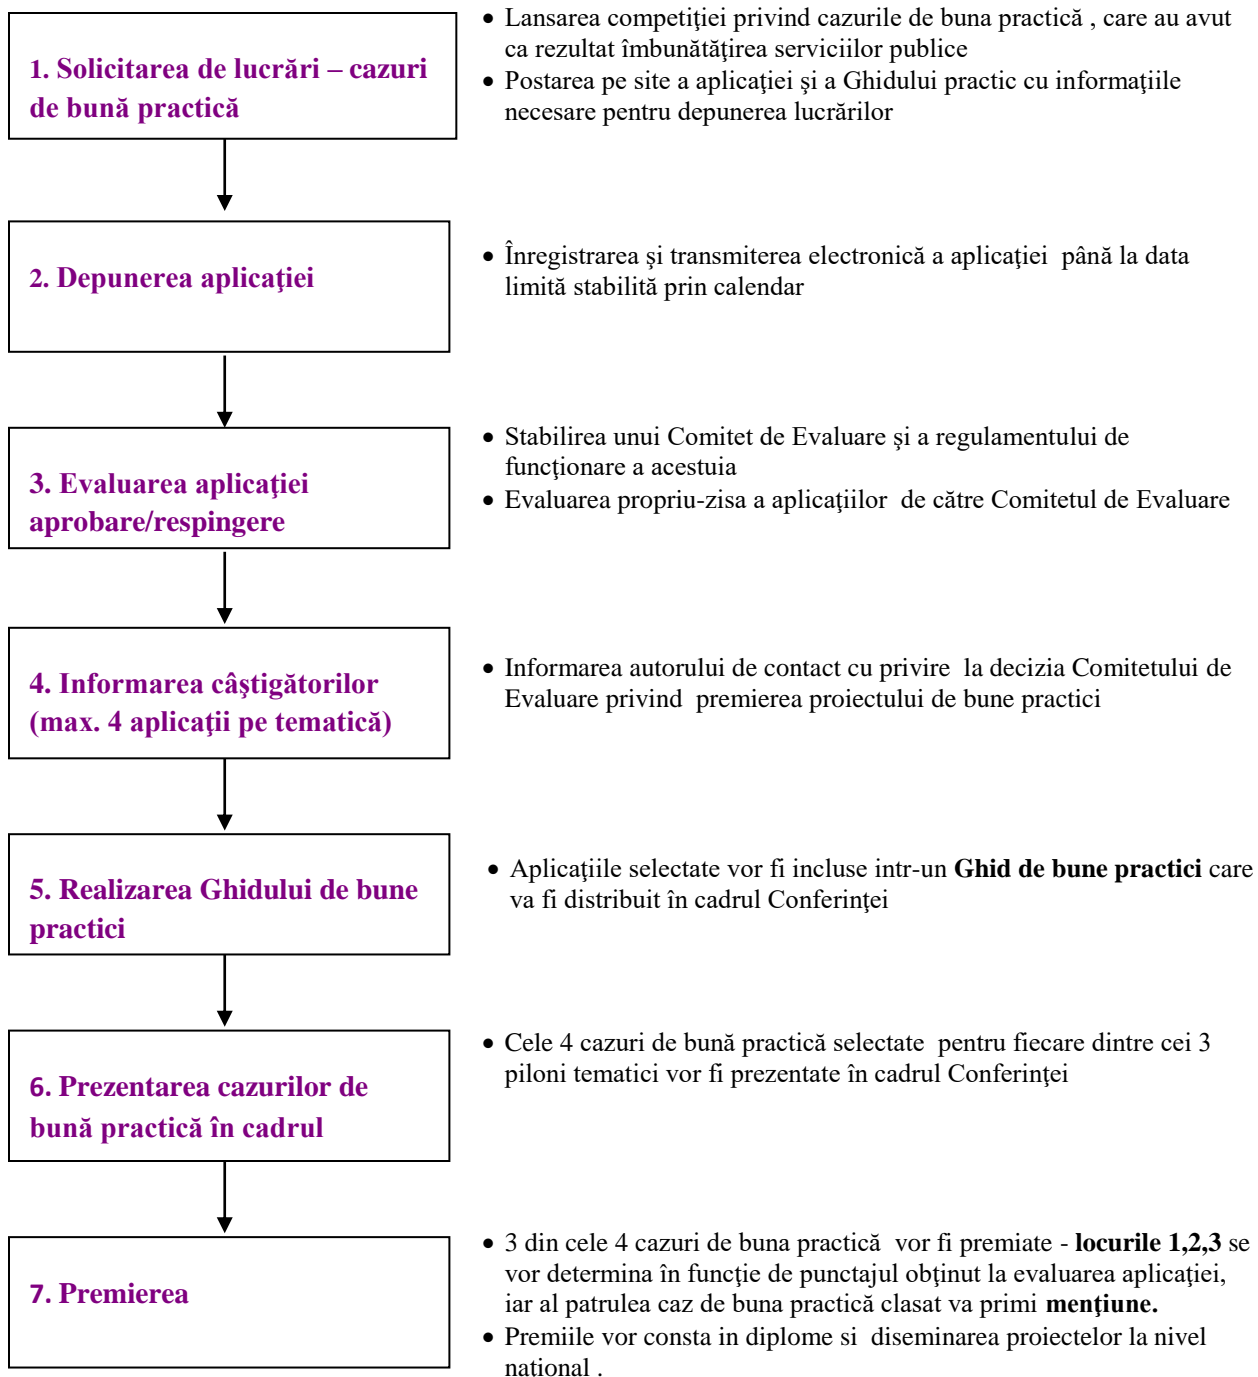 1. Solicitarea de lucrări – cazuri
de bună practică
• Lansarea competiţiei privind cazurile de buna practică , care au avut
ca rezultat îmbunătăţirea serviciilor publice
• Postarea pe site a aplicaţiei şi a Ghidului practic cu informaţiile
necesare pentru depunerea lucrărilor
2. Depunerea aplicaţiei
• Înregistrarea şi transmiterea electronică a aplicaţiei până la data
limită stabilită prin calendar
3. Evaluarea aplicaţiei
aprobare/respingere
• Stabilirea unui Comitet de Evaluare şi a regulamentului de
funcţionare a acestuia
• Evaluarea propriu-zisa a aplicaţiilor de către Comitetul de Evaluare
4. Informarea câştigătorilor
(max. 4 aplicaţii pe tematică)
• Informarea autorului de contact cu privire la decizia Comitetului de
Evaluare privind premierea proiectului de bune practici
5. Realizarea Ghidului de bune
practici
• Aplicaţiile selectate vor fi incluse intr-un Ghid de bune practici care
va fi distribuit în cadrul Conferinţei
6. Prezentarea cazurilor de
bună practică în cadrul
• Cele 4 cazuri de bună practică selectate pentru fiecare dintre cei 3
piloni tematici vor fi prezentate în cadrul Conferinţei
7. Premierea
• 3 din cele 4 cazuri de buna practică vor fi premiate - locurile 1,2,3 se
vor determina în funcţie de punctajul obţinut la evaluarea aplicaţiei,
iar al patrulea caz de buna practică clasat va primi menţiune.
• Premiile vor consta in diplome si diseminarea proiectelor la nivel
naţional .